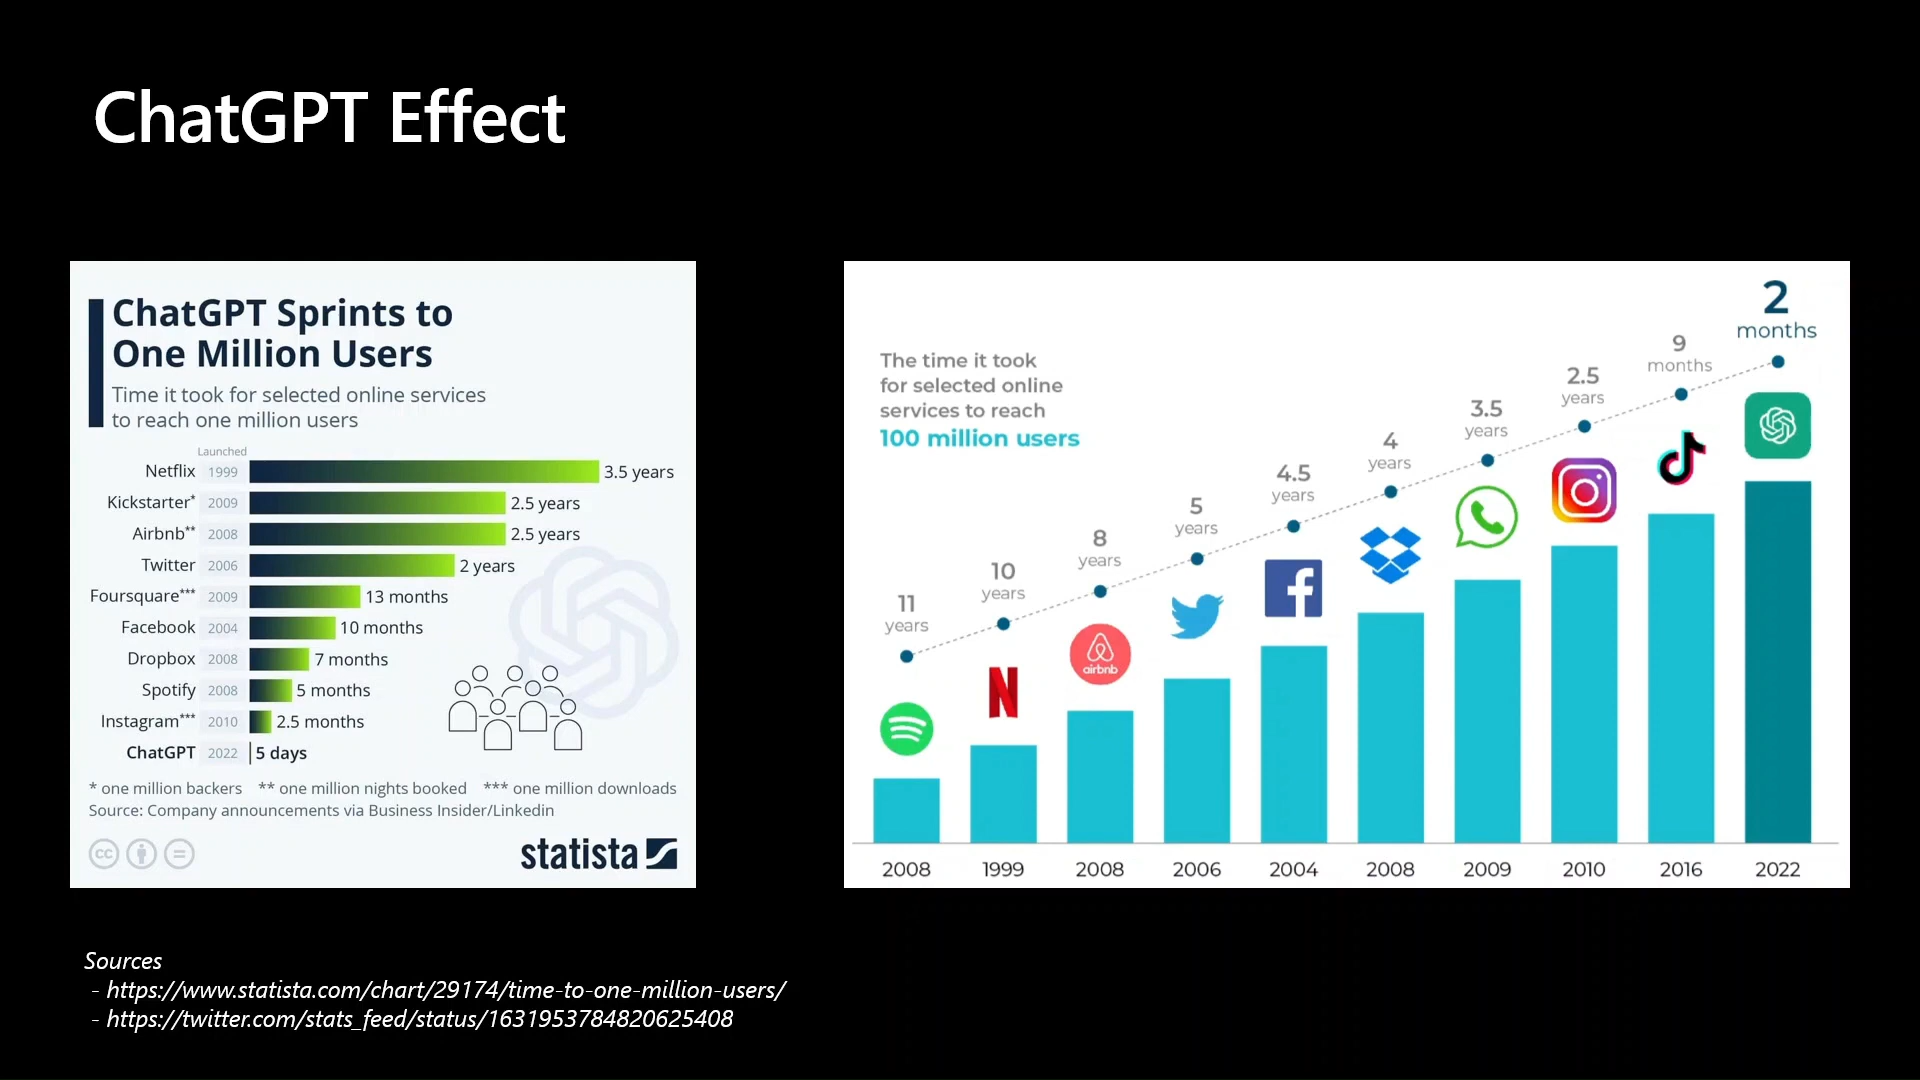 ChatGPT Effect
ChatGPT Sprints to
One Million Users
Time it took for selected online services
to reach one million users
Launched
Netflix 1999 3.5 years
Kickstarter* 2009 2.5 years
Airbnb** 2008 2.5 years
Twitter 2006 2 years
Foursquare*** 2009 13 months
Facebook 2004 10 months
Dropbox 2008 7 months
Spotify 2008 5 months
Instagram*** 2010 2.5 months
ChatGPT 2022 5 days
* one million backers ** one million nights booked *** one million downloads
Source: Company announcements via Business Insider/Linkedin
cc
statista
The time it took
for selected online
services to reach
100 million users
11
years
10
years
8
years
5
years
4.5
years
4
years
3.5
years
2.5
years
9
months
2
months
airbnb
2008 1999 2008 2006 2004 2008 2009 2010 2016 2022
Sources
- https://www.statista.com/chart/29174/time-to-one-million-users/
- https://twitter.com/stats_feed/status/1631953784820625408